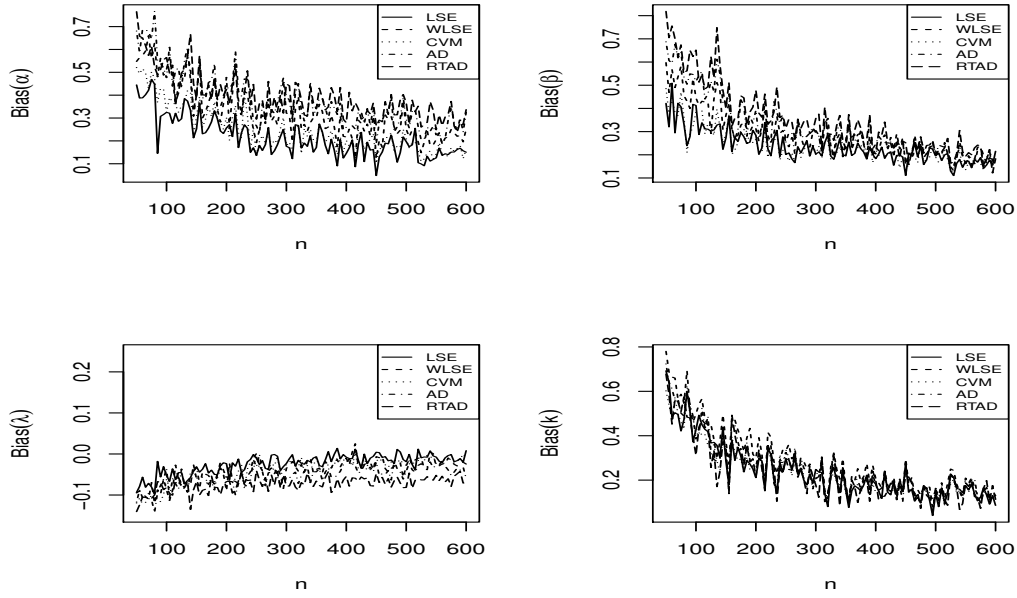 Bias(α)
0.1
0.3
0.5
0.7
100
200
300
400
500
600
n
LSE
WLSE
CVM
AD
RTAD
Bias(β)
0.1
0.3
0.5
0.7
100
200
300
400
500
600
n
LSE
WLSE
CVM
AD
RTAD
Bias(λ)
−0.1
0.0
0.1
0.2
100
200
300
400
500
600
n
LSE
WLSE
CVM
AD
RTAD
Bias(k)
0.2
0.4
0.6
0.8
100
200
300
400
500
600
n
LSE
WLSE
CVM
AD
RTAD